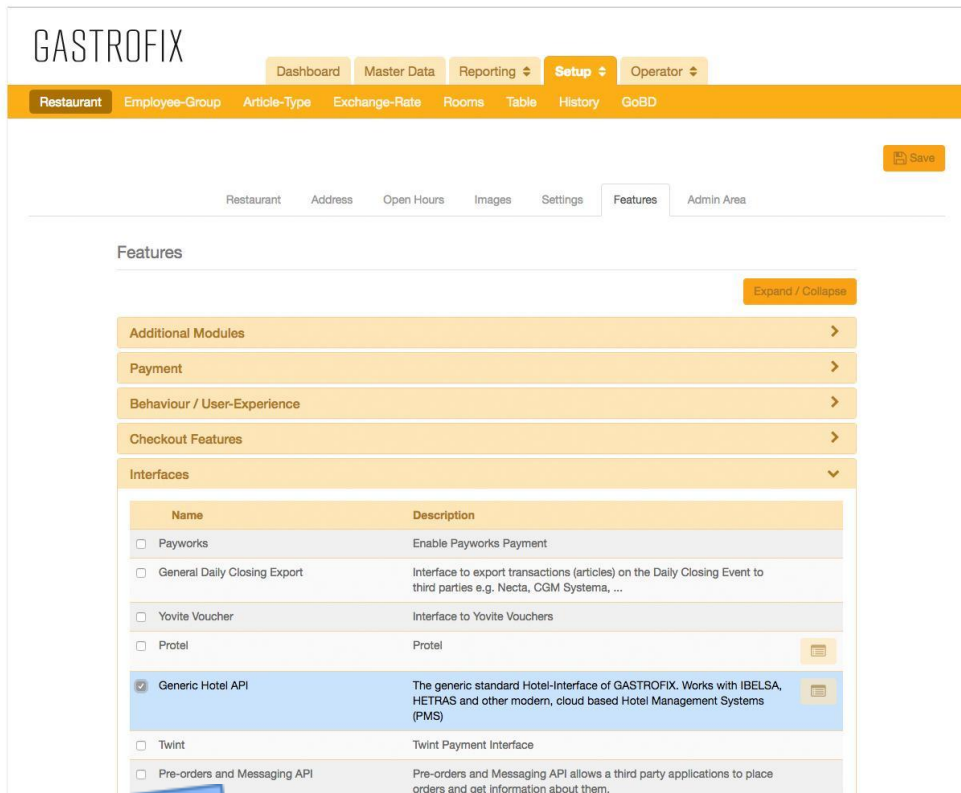 GASTROFIX
Dashboard Master Data Reporting Setup Operator
Restaurant Employee-Group Article-Type Exchange-Rate Rooms Table History GoBD
Save
Restaurant Address Open Hours Images Settings Features Admin Area
Features
Expand / Collapse
Additional Modules
Payment
Behaviour / User-Experience
Checkout Features
Interfaces
Name Description
Payworks Enable Payworks Payment
General Daily Closing Export Interface to export transactions (articles) on the Daily Closing Event to
third parties e.g. Necta, CGM Systema, ...
Yovite Voucher Interface to Yovite Vouchers
Protel Protel
Generic Hotel API The generic standard Hotel-Interface of GASTROFIX. Works with IBELSA,
HETRAS and other modern, cloud based Hotel Management Systems
(PMS)
Twint Twint Payment Interface
Pre-orders and Messaging API Pre-orders and Messaging API allows a third party applications to place
orders and get information about them.